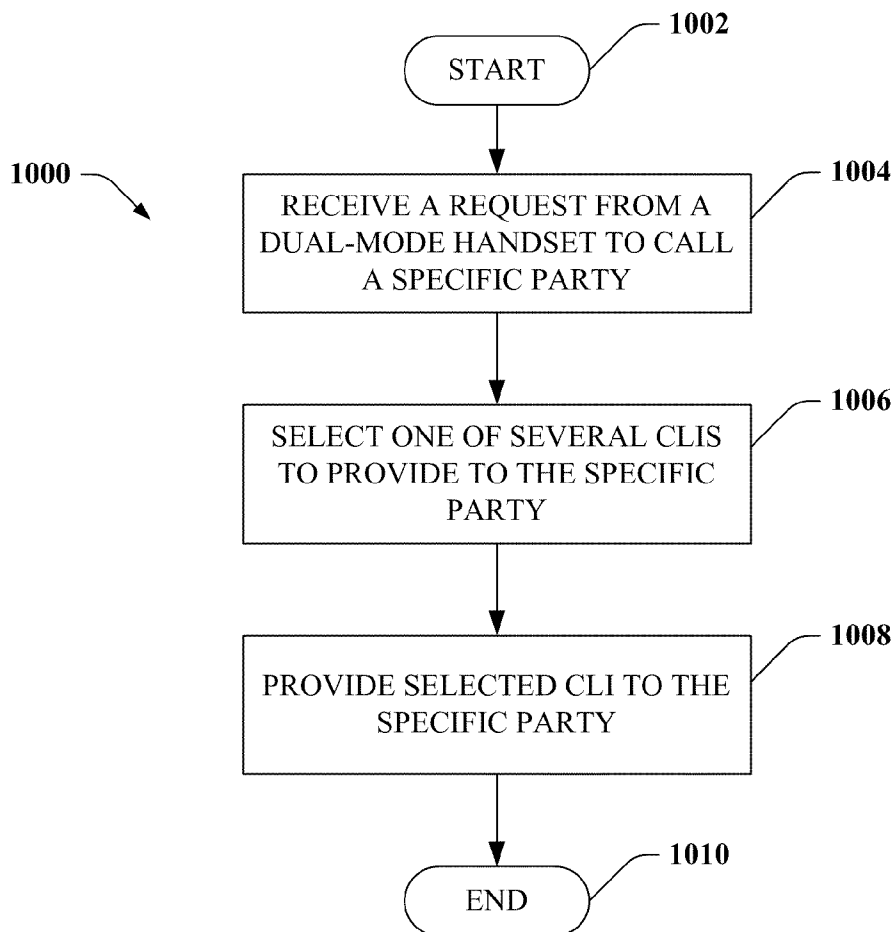 1002
START
1000
1004
RECEIVE A REQUEST FROM A
DUAL-MODE HANDSET TO CALL
A SPECIFIC PARTY
1006
SELECT ONE OF SEVERAL CLIS
TO PROVIDE TO THE SPECIFIC
PARTY
1008
PROVIDE SELECTED CLI TO THE
SPECIFIC PARTY
1010
END